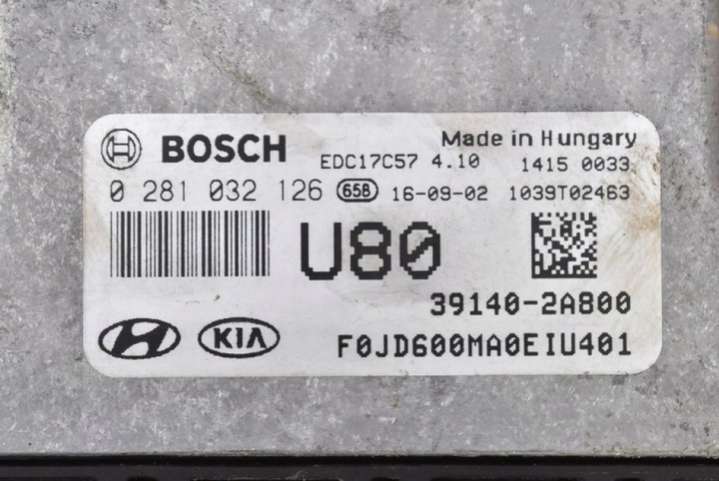 BOSCH Made in Hungary
EDC17C57 4.10 1415 0033
0 281 032 126 658 16-09-02 1039T02463
U80
39140-2A800
KIA F0JD600MA0EIU401